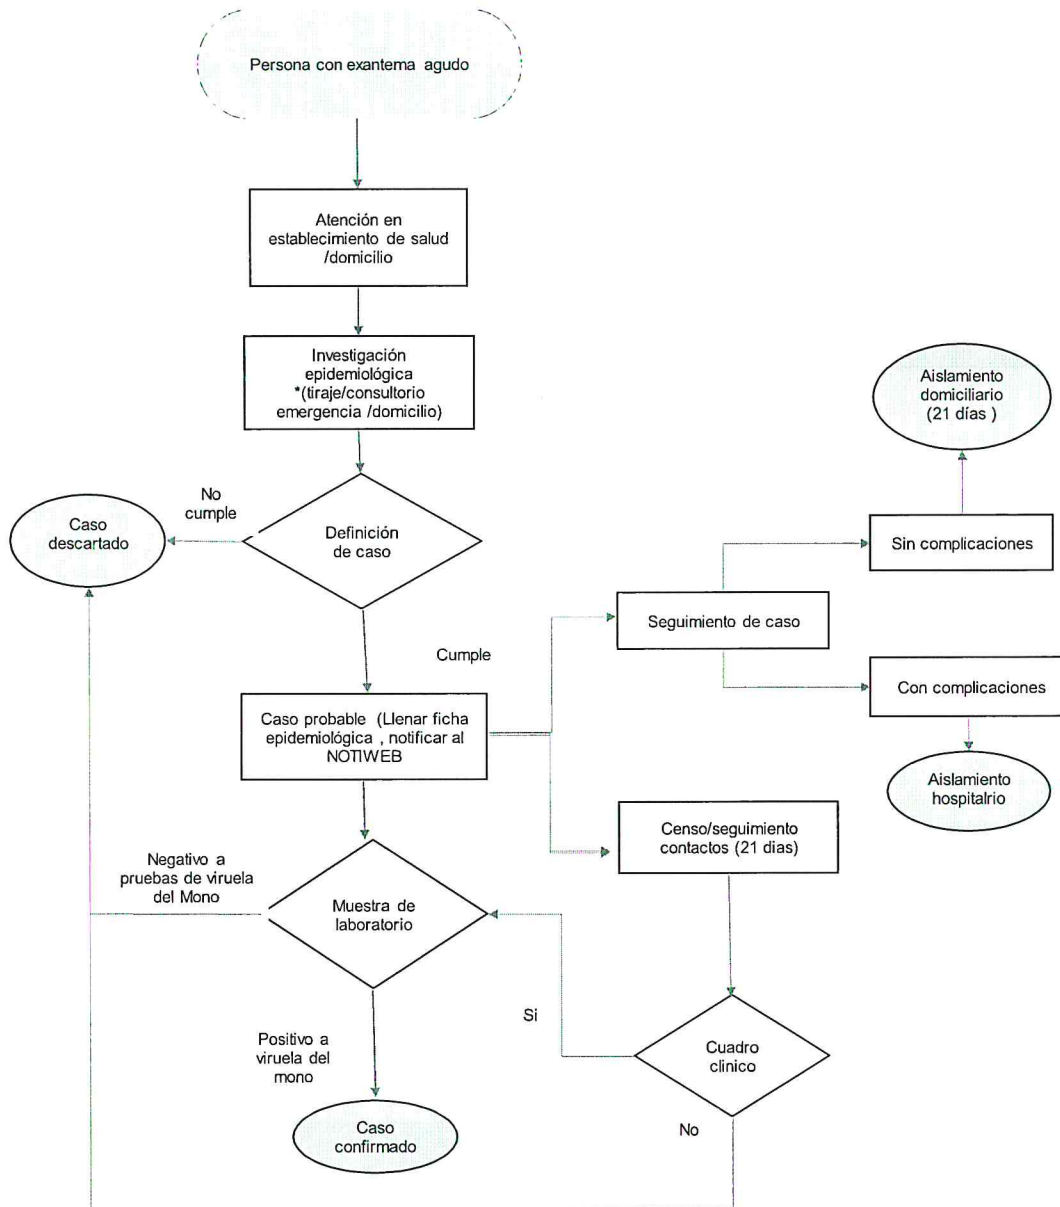 Persona con exantema agudo
Atención en
establecimiento de salud
/domicilio
Investigación
epidemiológica
*(tiraje/consultorio
emergencia /domicilio)
No
cumple
Caso
descartado
Definición
de caso
Cumple
Caso probable (Llenar ficha
epidemiológica , notificar al
NOTIWEB
Seguimiento de caso
Sin complicaciones
Aislamiento
domiciliario
(21 días )
Con complicaciones
Aislamiento
hospitalrio
Censo/seguimiento
contactos (21 dias)
Negativo a
pruebas de viruela
del Mono
Muestra de
laboratorio
Si
Cuadro
clinico
No
Positivo a
viruela del
mono
Caso
confirmado